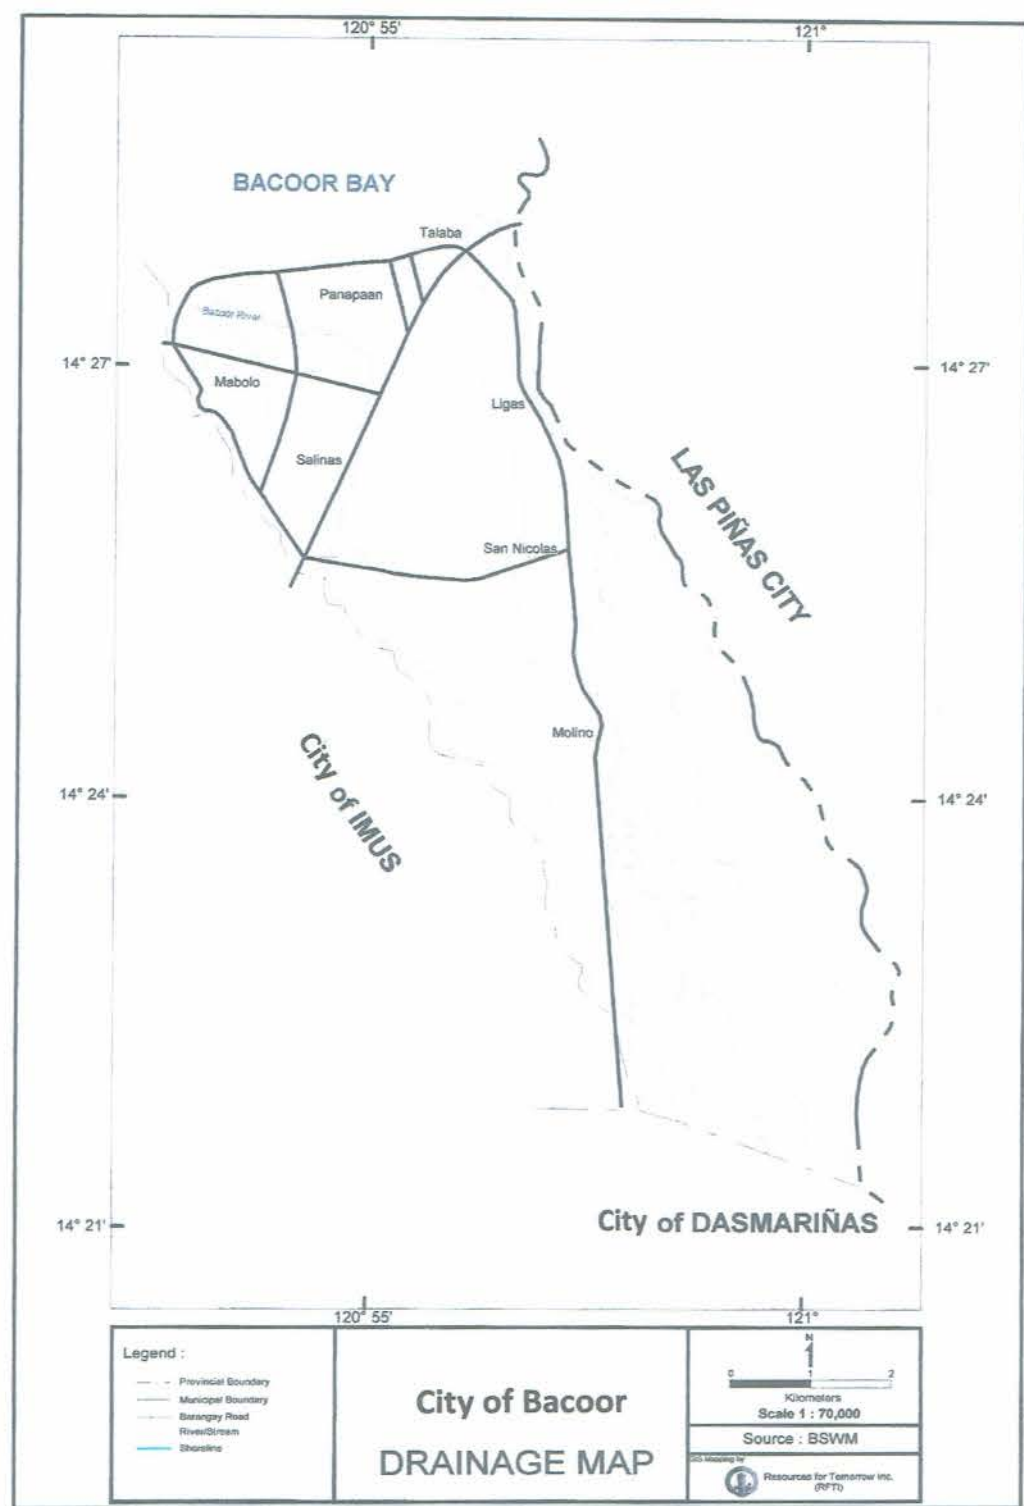 120° 55'
121°
BACOOR BAY
Talaba
Panapaan
Bacoor River
14° 27'
14° 27'
Mabolo
Ligas
Salinas
LAS PIÑAS CITY
San Nicolas
Molino
City of IMUS
14° 24'
14° 24'
14° 21'
City of DASMARIÑAS
14° 21'
120° 55'
121°
Legend :
Provincial Boundary
Municipal Boundary
Barangay Road
River/Stream
Shoreline
City of Bacoor
DRAINAGE MAP
N
0 1 2
Kilometers
Scale 1 : 70,000
Source : BSWM
GIS Mapping by
Resources for Tomorrow Inc.
(RFTI)